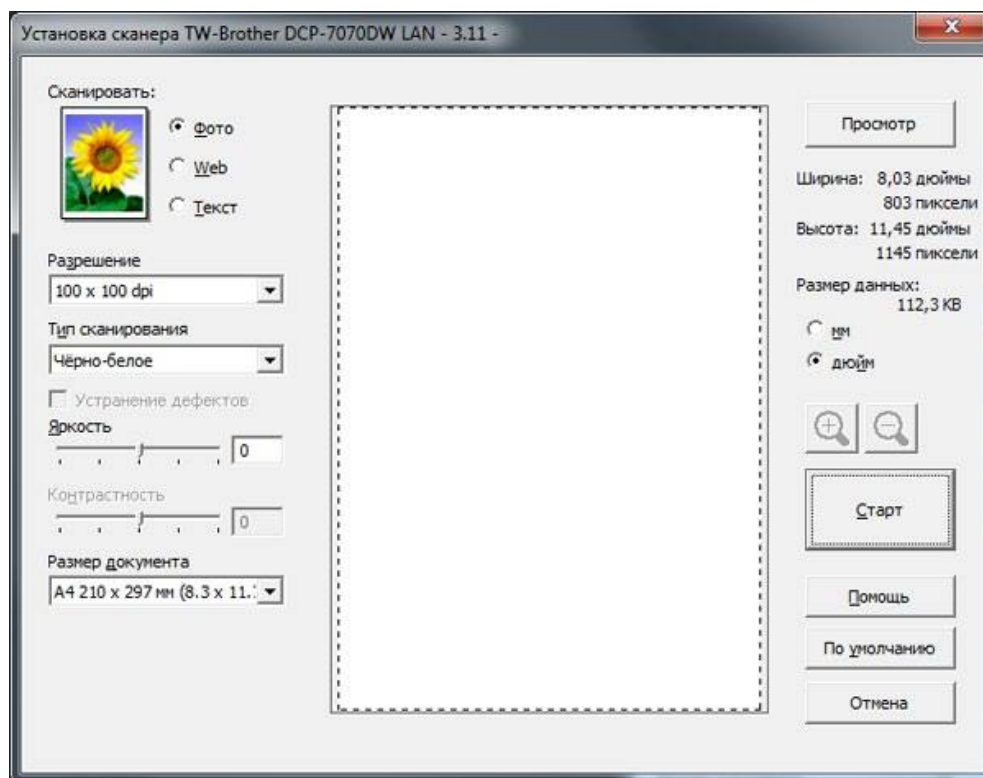 Установка сканера TW-Brother DCP-7070DW LAN - 3.11 -
Сканировать:
Фото
Web
Текст
Разрешение
100 x 100 dpi
Тип сканирования
Чёрно-белое
Устранение дефектов
Яркость
0
Контрастность
0
Размер документа
A4 210 x 297 мм (8.3 x 11.
Просмотр
Ширина: 8,03 дюймы
803 пиксели
Высота: 11,45 дюймы
1145 пиксели
Размер данных:
112,3 KB
мм
дюйм
Старт
Помощь
По умолчанию
Отмена